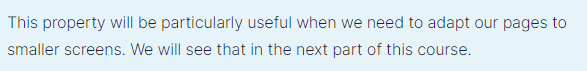 This property will be particularly useful when we need to adapt our pages to
smaller screens. We will see that in the next part of this course.